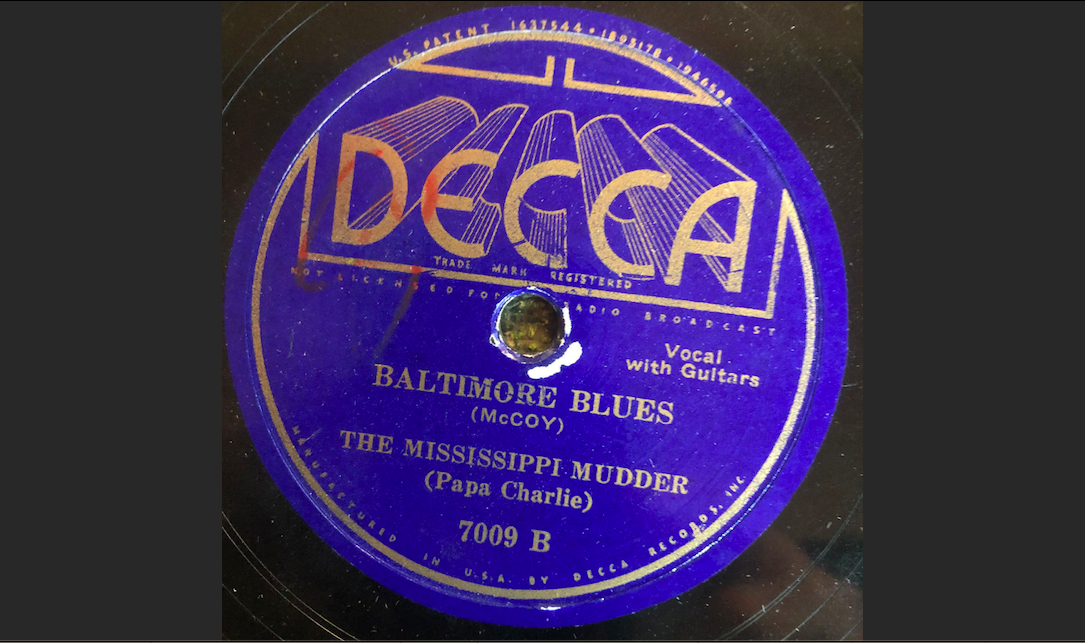 U.S. PATENT 1637544 • 1893178 • 1946596
DECCA
TRADE MARK REGISTERED
NOT LICENSED FOR RADIO BROADCAST
Vocal
with Guitars
BALTIMORE BLUES
(McCOY)
THE MISSISSIPPI MUDDER
(Papa Charlie)
7009 B
MANUFACTURED IN U.S.A. BY DECCA RECORDS, INC.